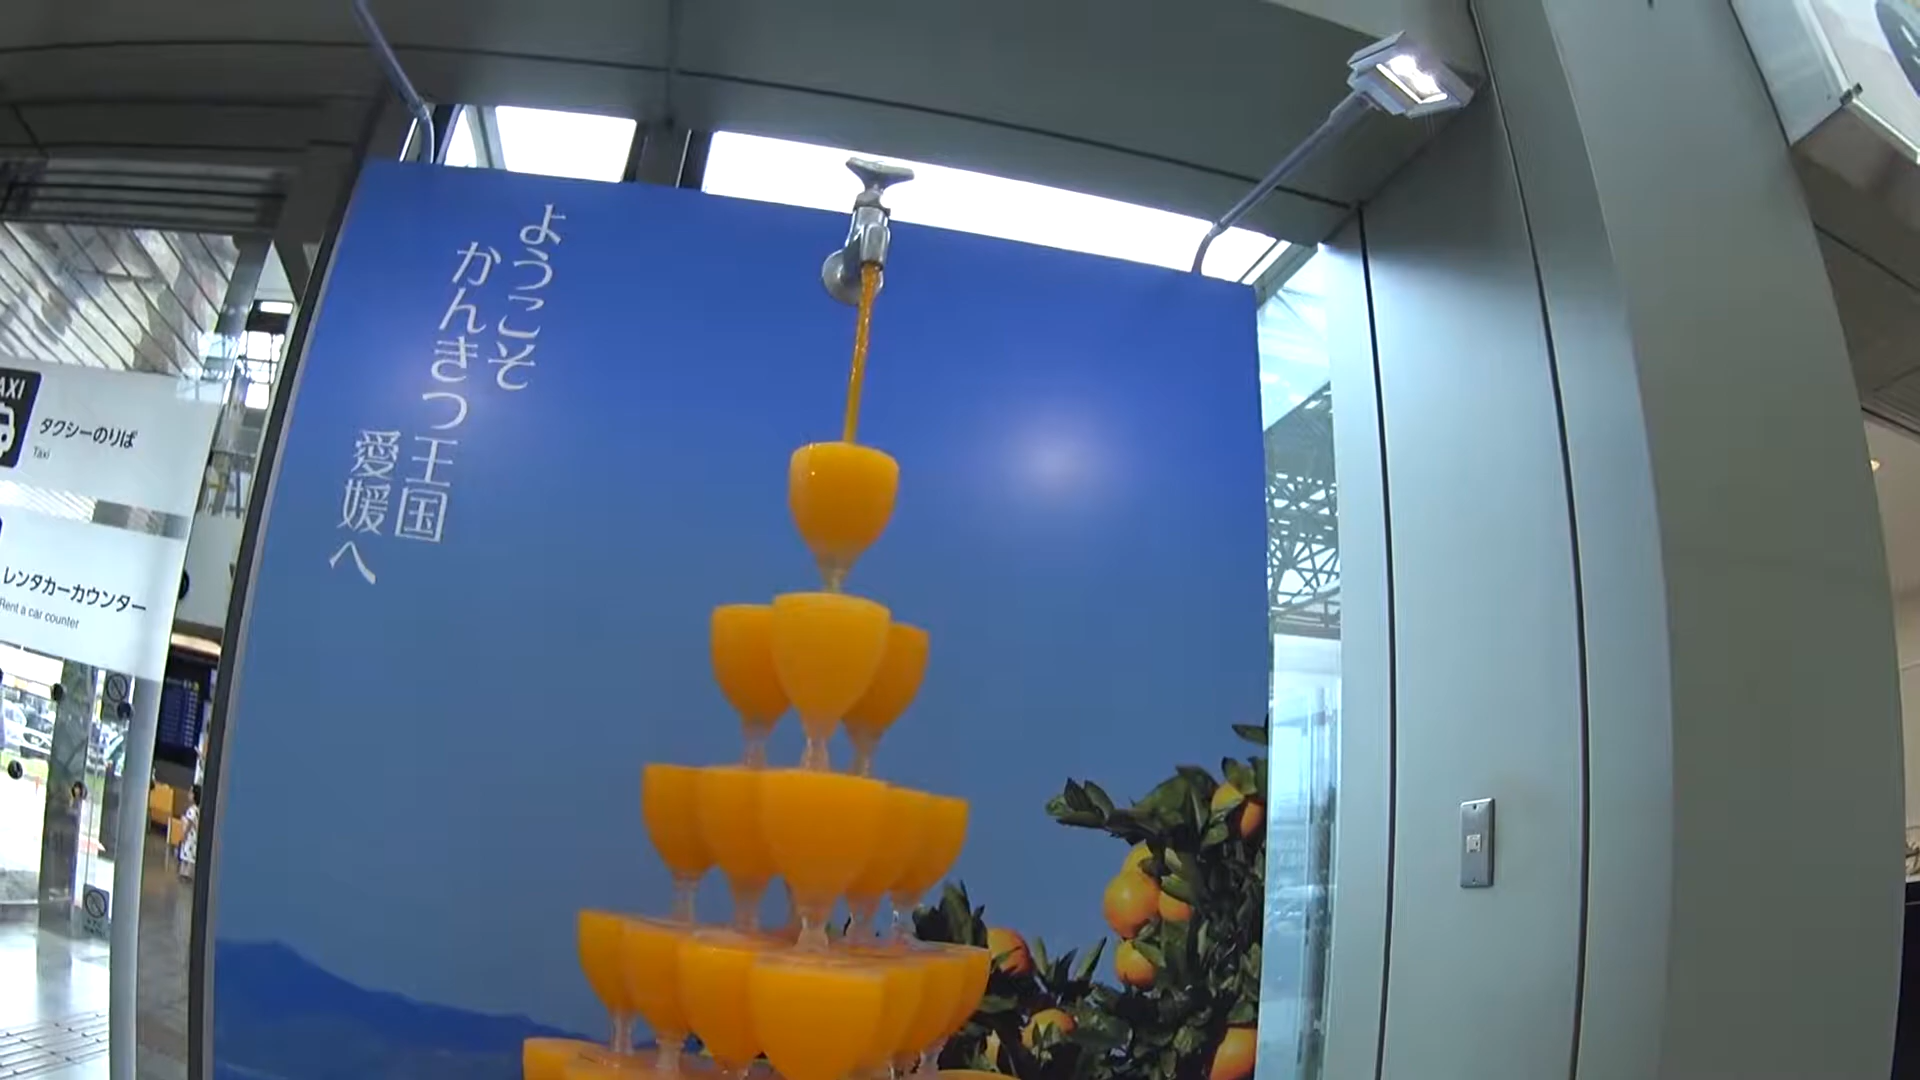 ようこそ
かんきつ王国
愛媛へ
TAXI
タクシーのりば
Taxi
レンタカーカウンター
Rent a car counter